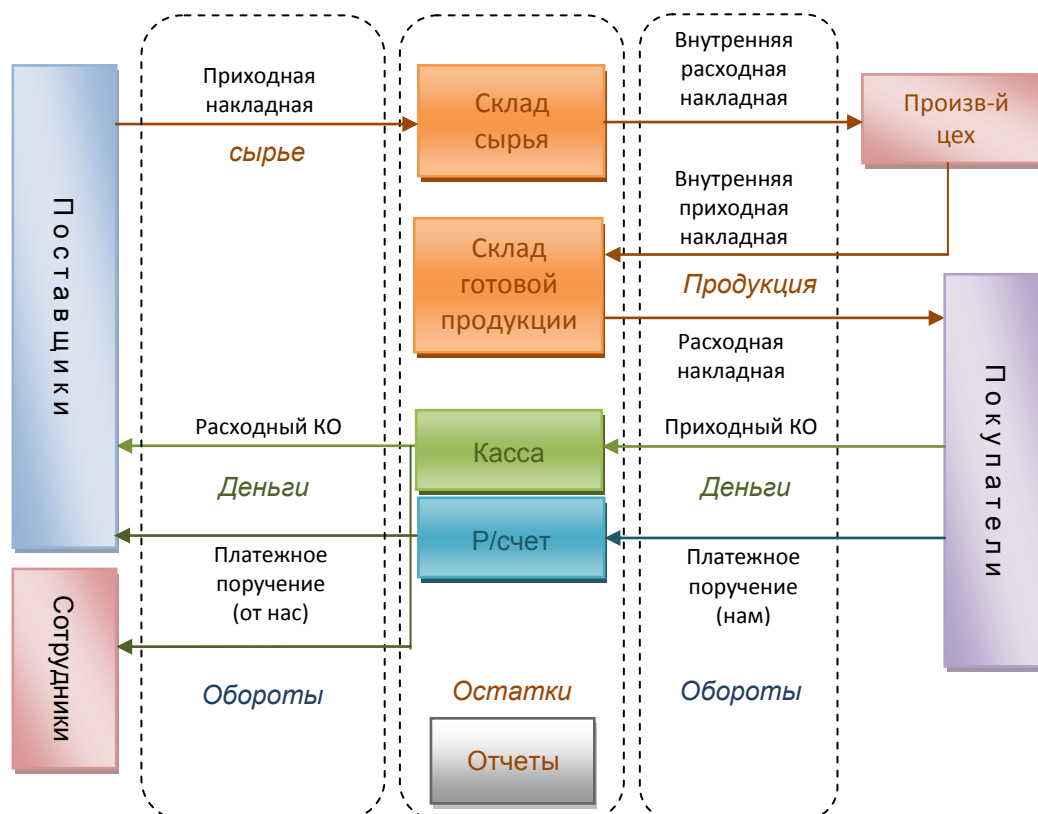 Приходная
накладная
сырье
Склад
сырья
Внутренняя
расходная
накладная
Произв-й
цех
Поставщики
Внутренняя
приходная
накладная
Склад
готовой
продукции
Продукция
Расходная
накладная
Покупатели
Расходный КО
Касса
Приходный КО
Деньги
Деньги
Р/счет
Платежное
поручение
(от нас)
Платежное
поручение
(нам)
Сотрудники
Обороты
Остатки
Обороты
Отчеты